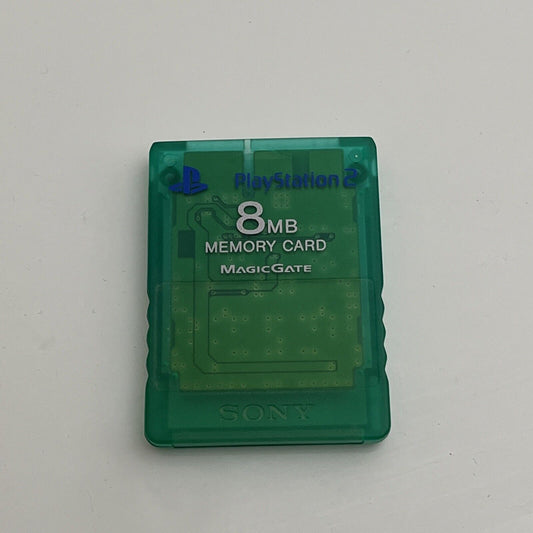 PlayStation 2
8MB
MEMORY CARD
MAGICGATE
SONY